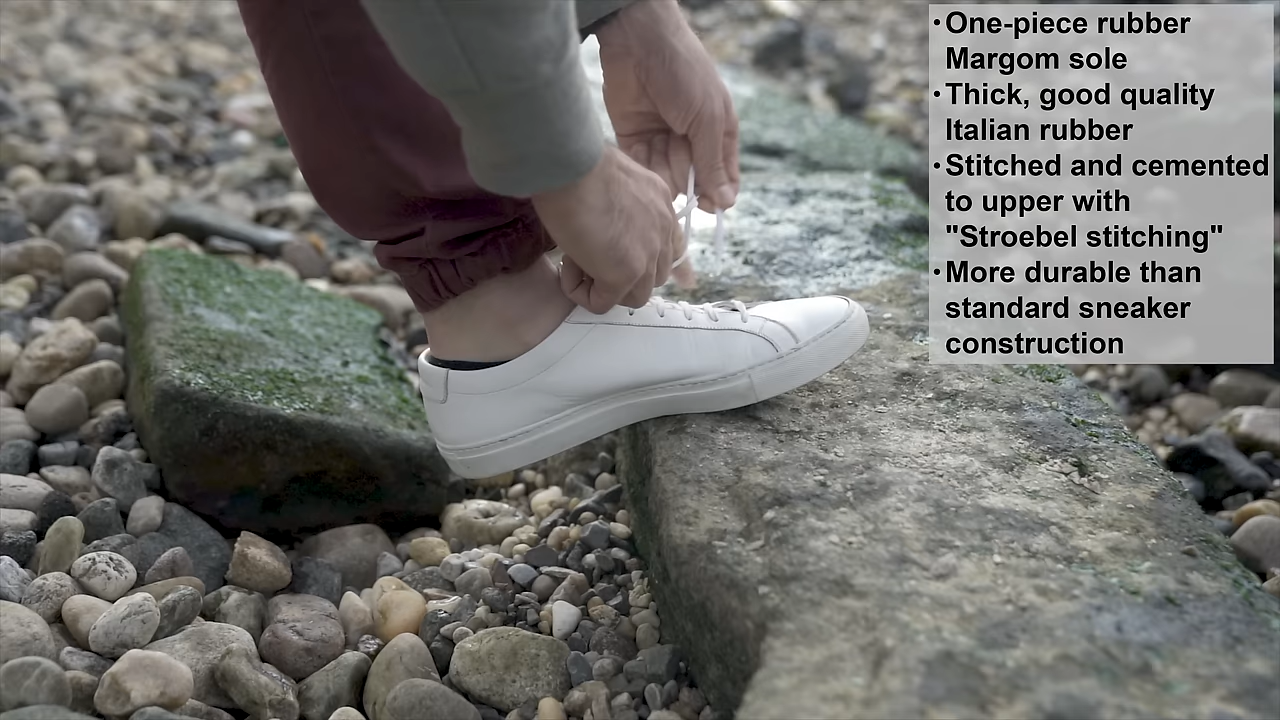 •One-piece rubber
Margom sole
•Thick, good quality
Italian rubber
•Stitched and cemented
to upper with
"Stroebel stitching"
•More durable than
standard sneaker
construction